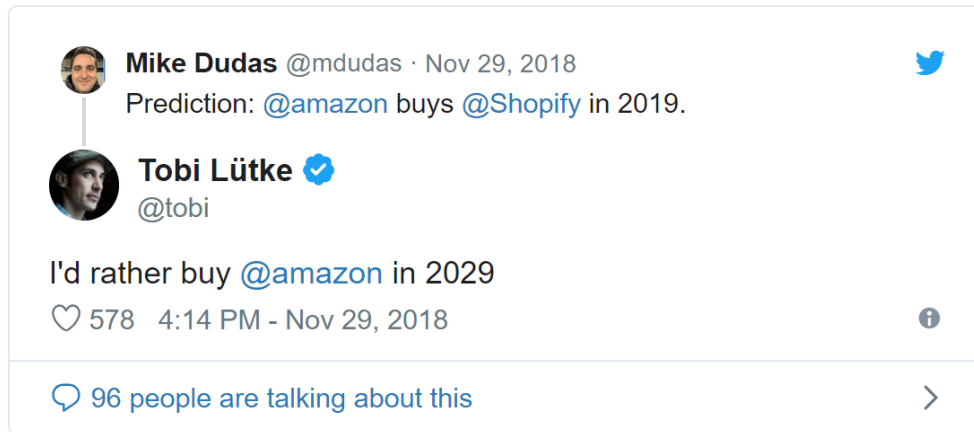 Mike Dudas @mdudas · Nov 29, 2018
Prediction: @amazon buys @Shopify in 2019.
Tobi Lütke
@tobi
I'd rather buy @amazon in 2029
578 4:14 PM - Nov 29, 2018
96 people are talking about this